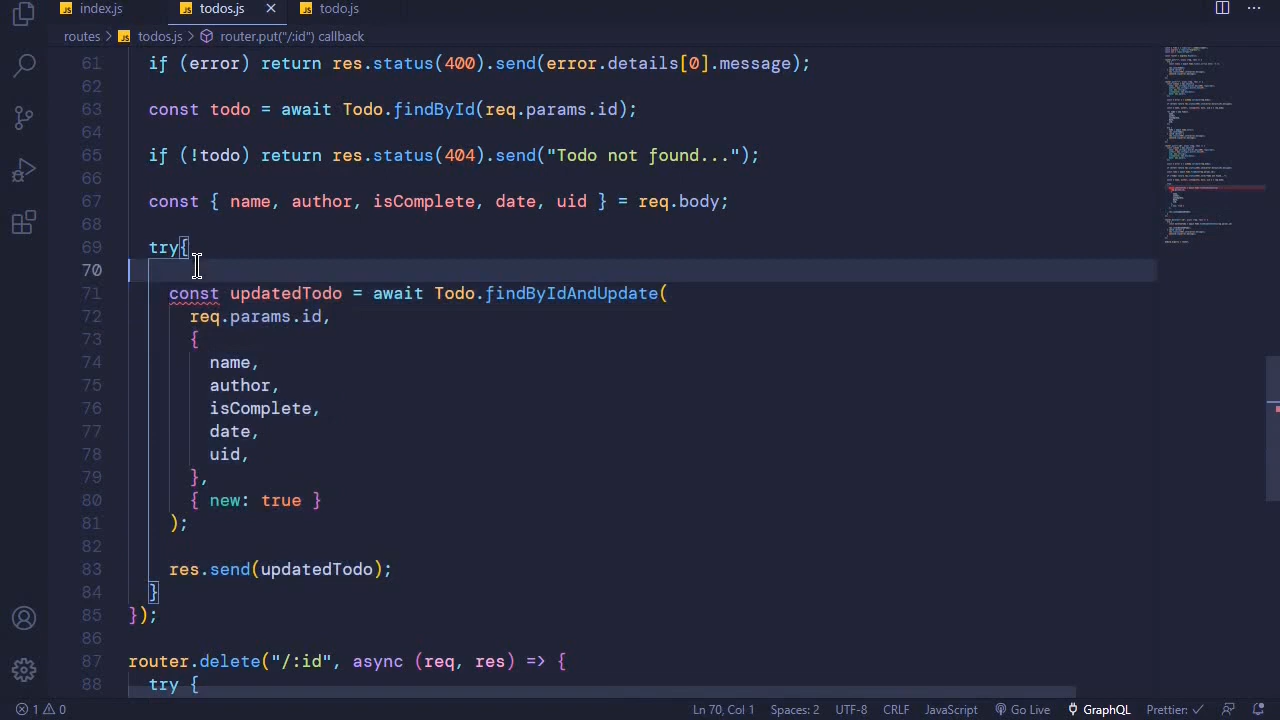 index.js todos.js todo.js
routes > todos.js > router.put("/:id") callback
61 if (error) return res.status(400).send(error.details[0].message);
62
63 const todo = await Todo.findById(req.params.id);
64
65 if (!todo) return res.status(404).send("Todo not found...");
66
67 const { name, author, isComplete, date, uid } = req.body;
68
69 try{
70
71 const updatedTodo = await Todo.findByIdAndUpdate(
72 req.params.id,
73 {
74 name,
75 author,
76 isComplete,
77 date,
78 uid,
79 },
80 { new: true }
81 );
82
83 res.send(updatedTodo);
84 }
85 });
86
87 router.delete("/:id", async (req, res) => {
88 try {
1 0 Ln 70, Col 1 Spaces: 2 UTF-8 CRLF JavaScript Go Live GraphQL Prettier: ✓